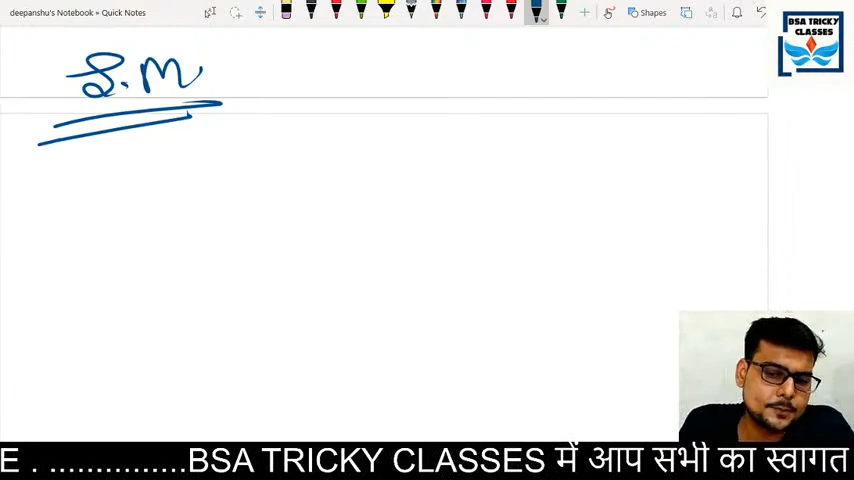 deepanshu's Notebook » Quick Notes
Shapes
BSA TRICKY
CLASSES
E . ...............BSA TRICKY CLASSES में आप सभी का स्वागत